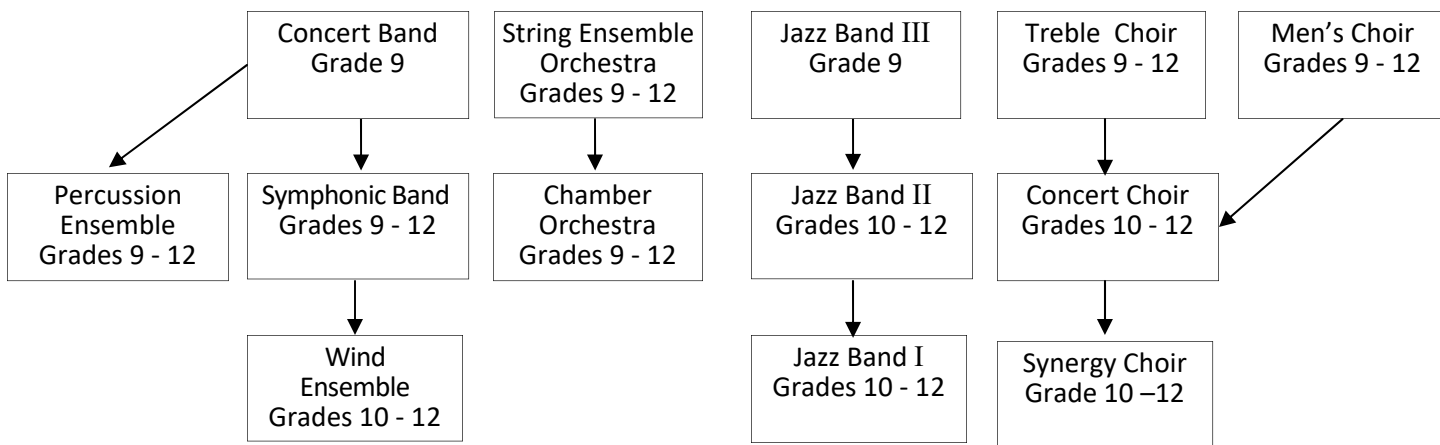 Concert Band
Grade 9
String Ensemble
Orchestra
Grades 9 - 12
Jazz Band III
Grade 9
Treble  Choir
Grades 9 - 12
Men’s Choir
Grades 9 - 12
Percussion
Ensemble
Grades 9 - 12
Symphonic Band
Grades 9 - 12
Chamber
Orchestra
Grades 9 - 12
Jazz Band II
Grades 10 - 12
Concert Choir
Grades 10 - 12
Wind
Ensemble
Grades 10 - 12
Jazz Band I
Grades 10 - 12
Synergy Choir
Grade 10 –12